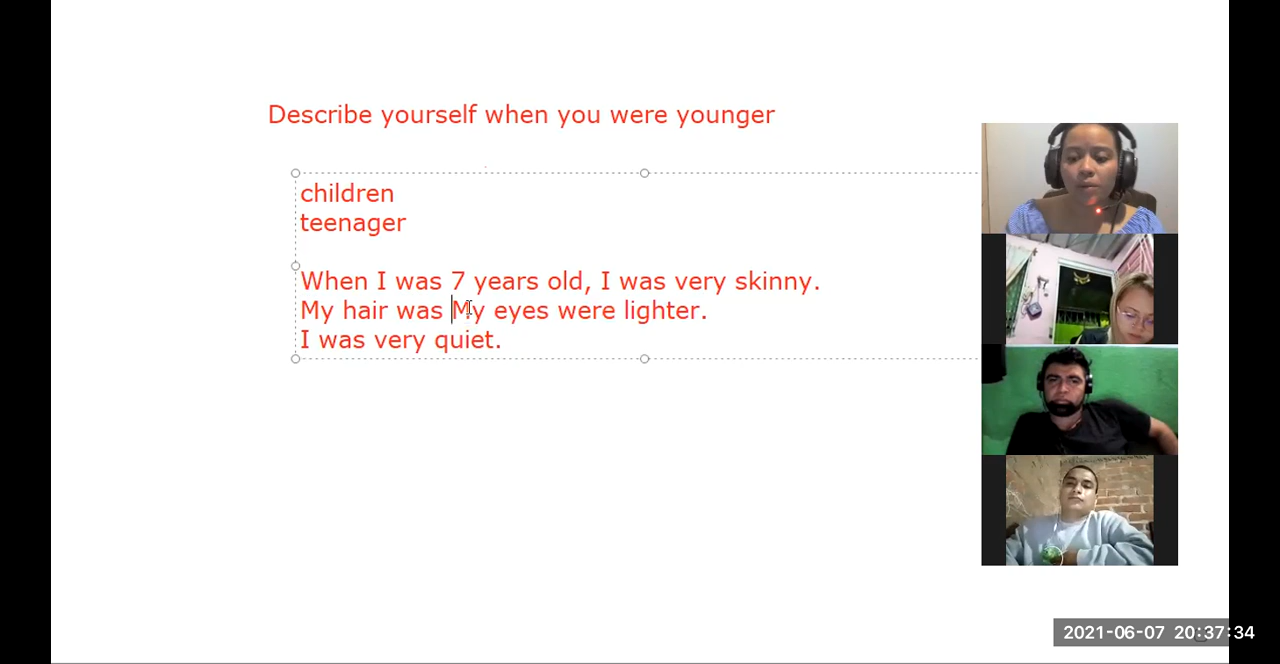 Describe yourself when you were younger
children
teenager
When I was 7 years old, I was very skinny.
My hair was My eyes were lighter.
I was very quiet.
2021-06-07 20:37:34